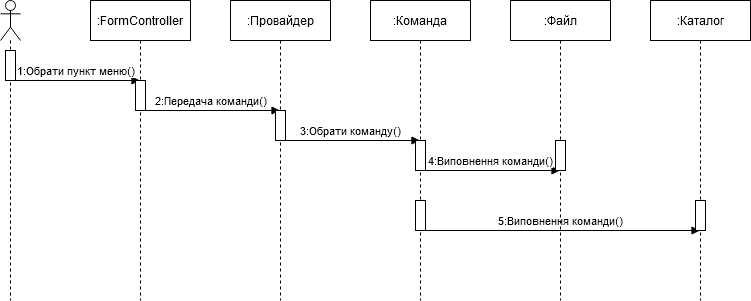 :FormController
:Провайдер
:Команда
:Файл
:Каталог
1:Обрати пункт меню()
2:Передача команди()
3:Обрати команду()
4:Виповнення команди()
5:Виповнення команди()